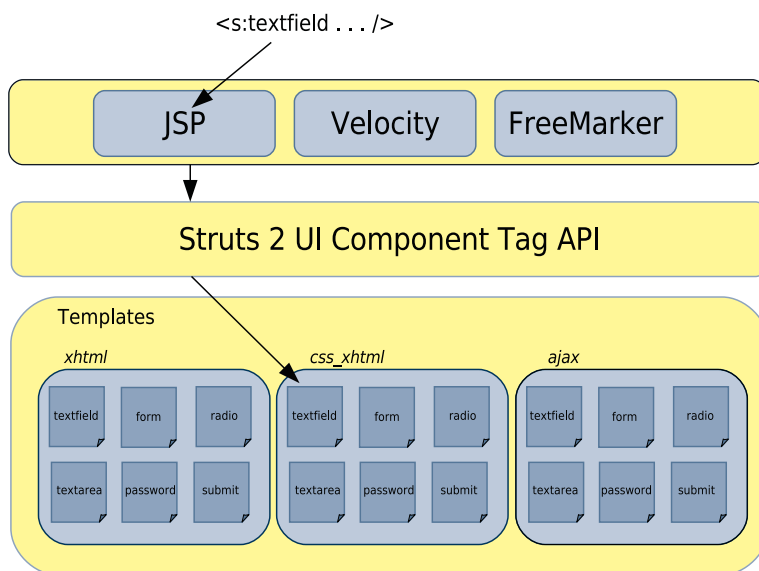 <s:textfield . . . />
JSP Velocity FreeMarker
Struts 2 UI Component Tag API
Templates
xhtml css_xhtml ajax
textfield form radio textfield form radio textfield form radio
textarea password submit textarea password submit textarea password submit